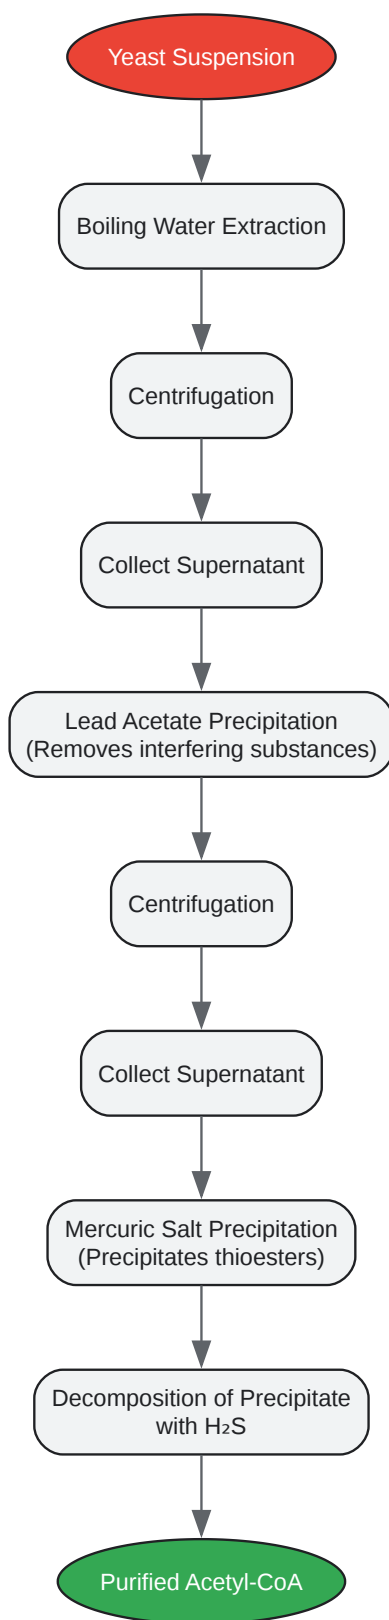 Yeast Suspension
Boiling Water Extraction
Centrifugation
Collect Supernatant
Lead Acetate Precipitation
(Removes interfering substances)
Centrifugation
Collect Supernatant
Mercuric Salt Precipitation
(Precipitates thioesters)
Decomposition of Precipitate
with H₂S
Purified Acetyl-CoA